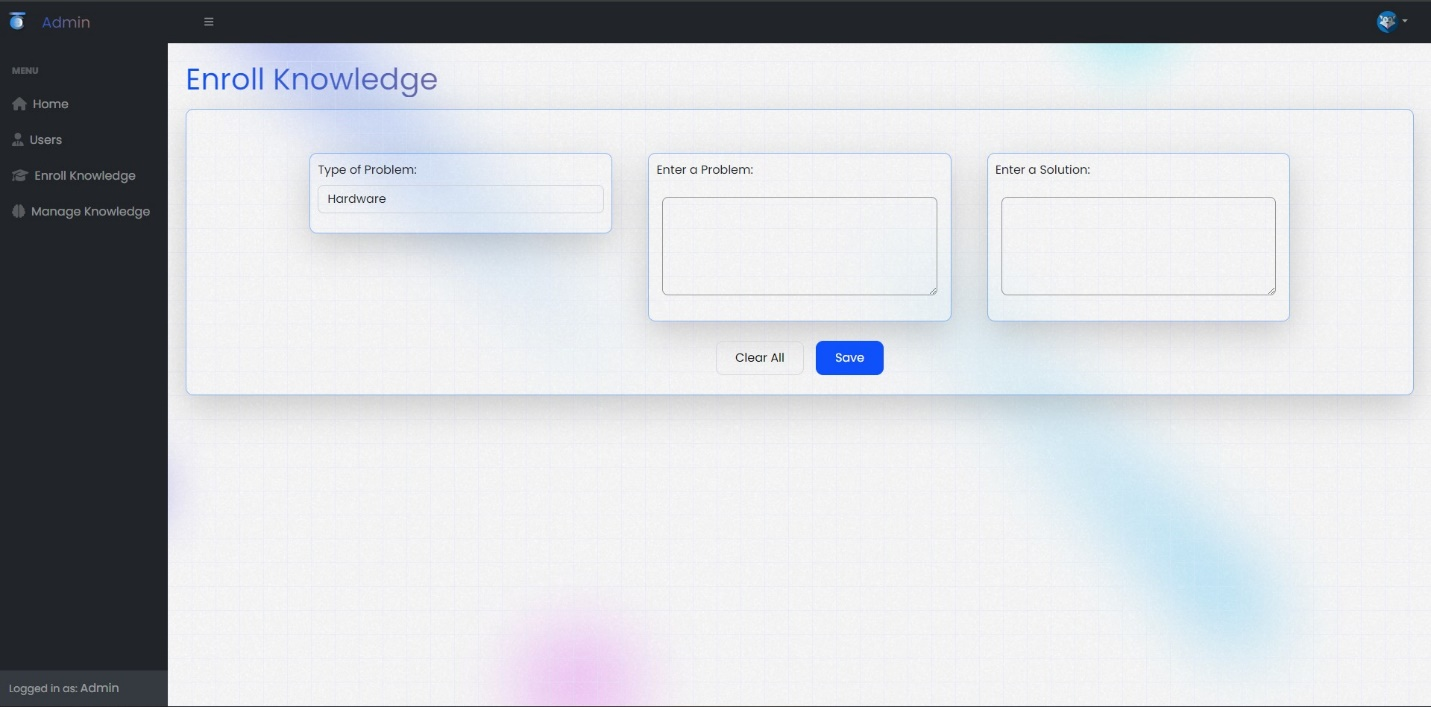 Admin
MENU
Home
Users
Enroll Knowledge
Manage Knowledge
Logged in as: Admin
Enroll Knowledge
Type of Problem:
Hardware
Enter a Problem:
Enter a Solution:
Clear All
Save